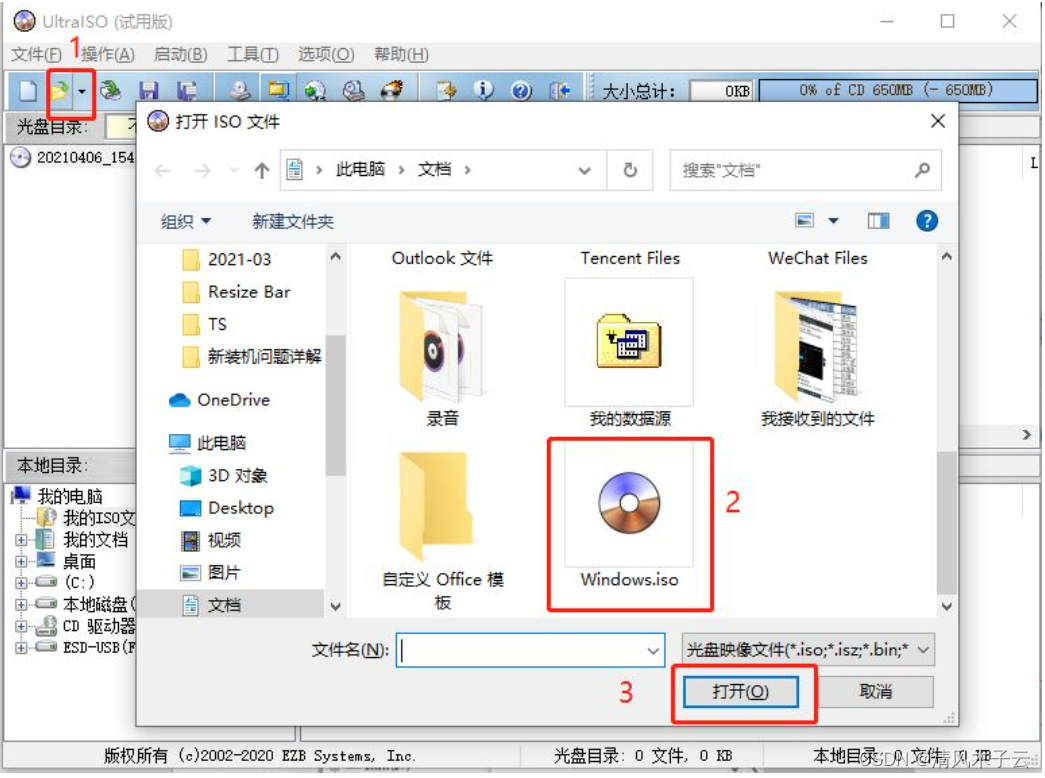 UltraISO (试用版)
文件(F) 操作(A) 启动(B) 工具(T) 选项(O) 帮助(H)
1
大小总计: 0KB 0% of CD 650MB (- 650MB)
光盘目录:
打开 ISO 文件
20210406_154
L
此电脑 文档
搜索"文档"
组织 新建文件夹
2021-03
Resize Bar
TS
新装机问题详解
OneDrive
此电脑
3D 对象
Desktop
视频
图片
文档
Outlook 文件 Tencent Files WeChat Files
录音 我的数据源 我接收到的文件
自定义 Office 模板
Windows.iso
2
本地目录:
我的电脑
我的ISO文
我的文档
桌面
(C:)
本地磁盘(
CD 驱动器
ESD-USB(F
文件名(N): 光盘映像文件(*.iso;*.isz;*.bin;*
3
打开(O) 取消
版权所有 (c)2002-2020 EZB Systems, Inc. 光盘目录: 0 文件, 0 KB 本地目录: 0 文件, 0 KB
CSDN @清风木子云